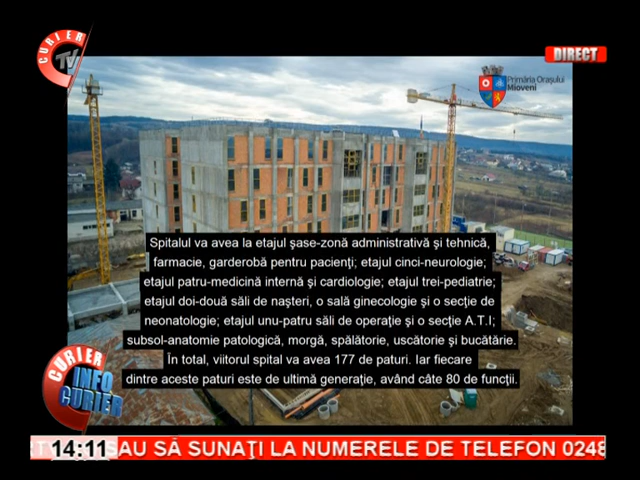 CURIER
TV
DIRECT
Primăria Orașului
Mioveni
Spitalul va avea la etajul șase-zonă administrativă și tehnică,
farmacie, garderobă pentru pacienți; etajul cinci-neurologie;
etajul patru-medicină internă și cardiologie; etajul trei-pediatrie;
etajul doi-două săli de nașteri, o sală ginecologie și o secție de
neonatologie; etajul unu-patru săli de operație și o secție A.T.I;
subsol-anatomie patologică, morgă, spălătorie, uscătorie și bucătărie.
În total, viitorul spital va avea 177 de paturi. Iar fiecare
dintre aceste paturi este de ultimă generație, având câte 80 de funcții.
CURIER
INFO
CURIER
14:11 SAU SĂ SUNAȚI LA NUMERELE DE TELEFON 0248